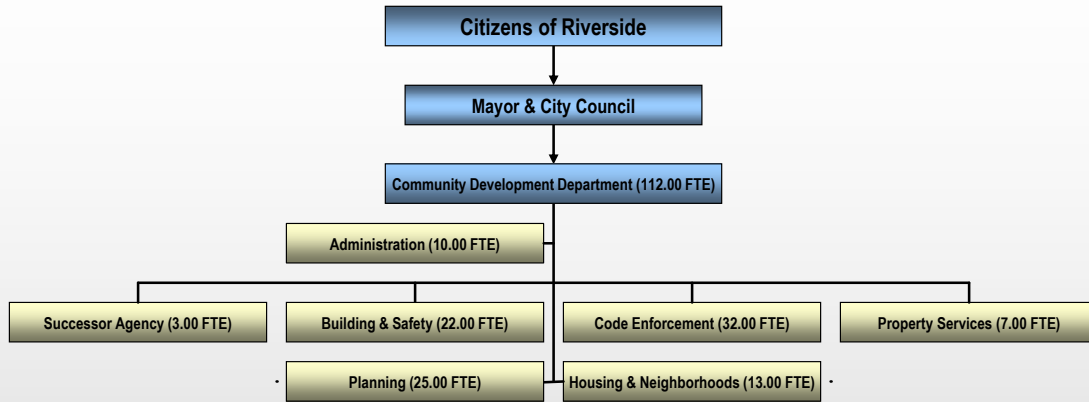 Citizens of Riverside
Mayor & City Council
Community Development Department (112.00 FTE)
Administration (10.00 FTE)
Successor Agency (3.00 FTE)
Building & Safety (22.00 FTE)
Code Enforcement (32.00 FTE)
Property Services (7.00 FTE)
Planning (25.00 FTE)
Housing & Neighborhoods (13.00 FTE)